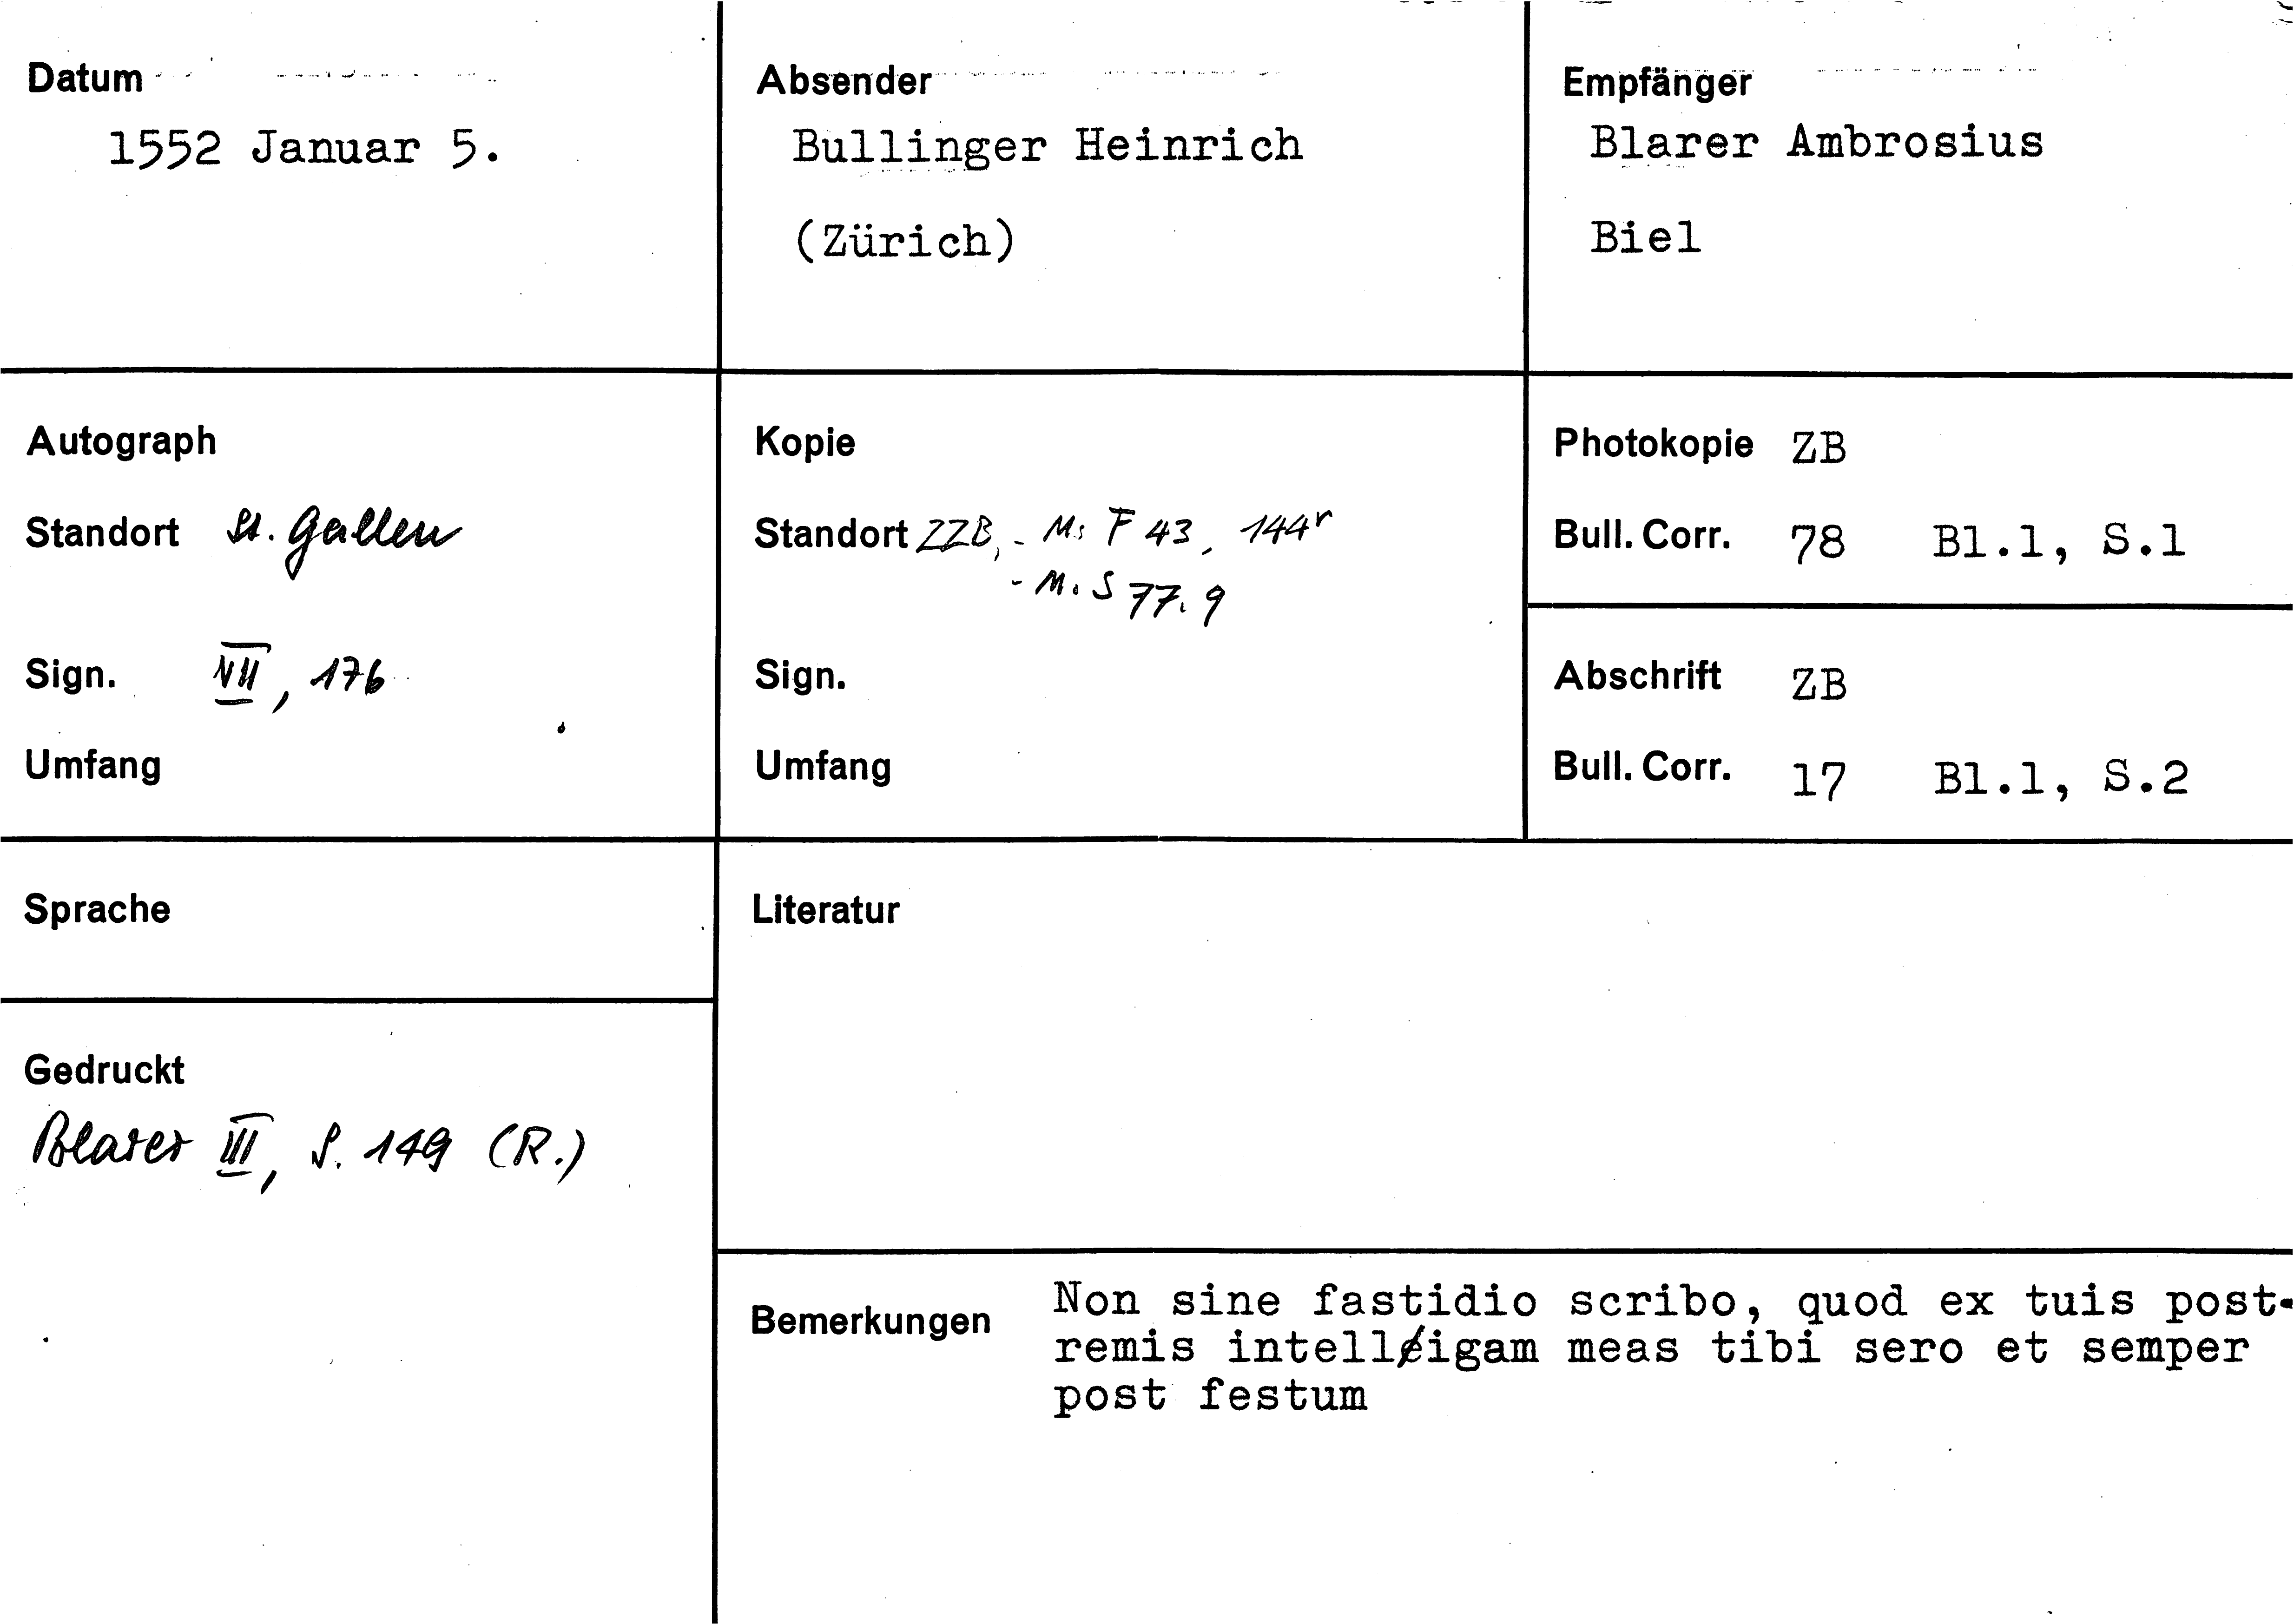 Datum
1552 Januar 5.
Absender
Bullinger Heinrich
(Zürich)
Empfänger
Blarer Ambrosius
Biel
Autograph
Standort St. Gallen
Sign. VII, 176
Umfang
Kopie
Standort ZZB, - Ms F 43, 144r
- Ms S 77. 9
Sign.
Umfang
Photokopie ZB
Bull. Corr. 78 Bl.1, S.1
Abschrift ZB
Bull. Corr. 17 Bl.1, S.2
Sprache
Gedruckt
Blarer III, S. 149 (R.)
Literatur
Bemerkungen
Non sine fastidio scribo, quod ex tuis post-
remis intelligam meas tibi sero et semper
post festum